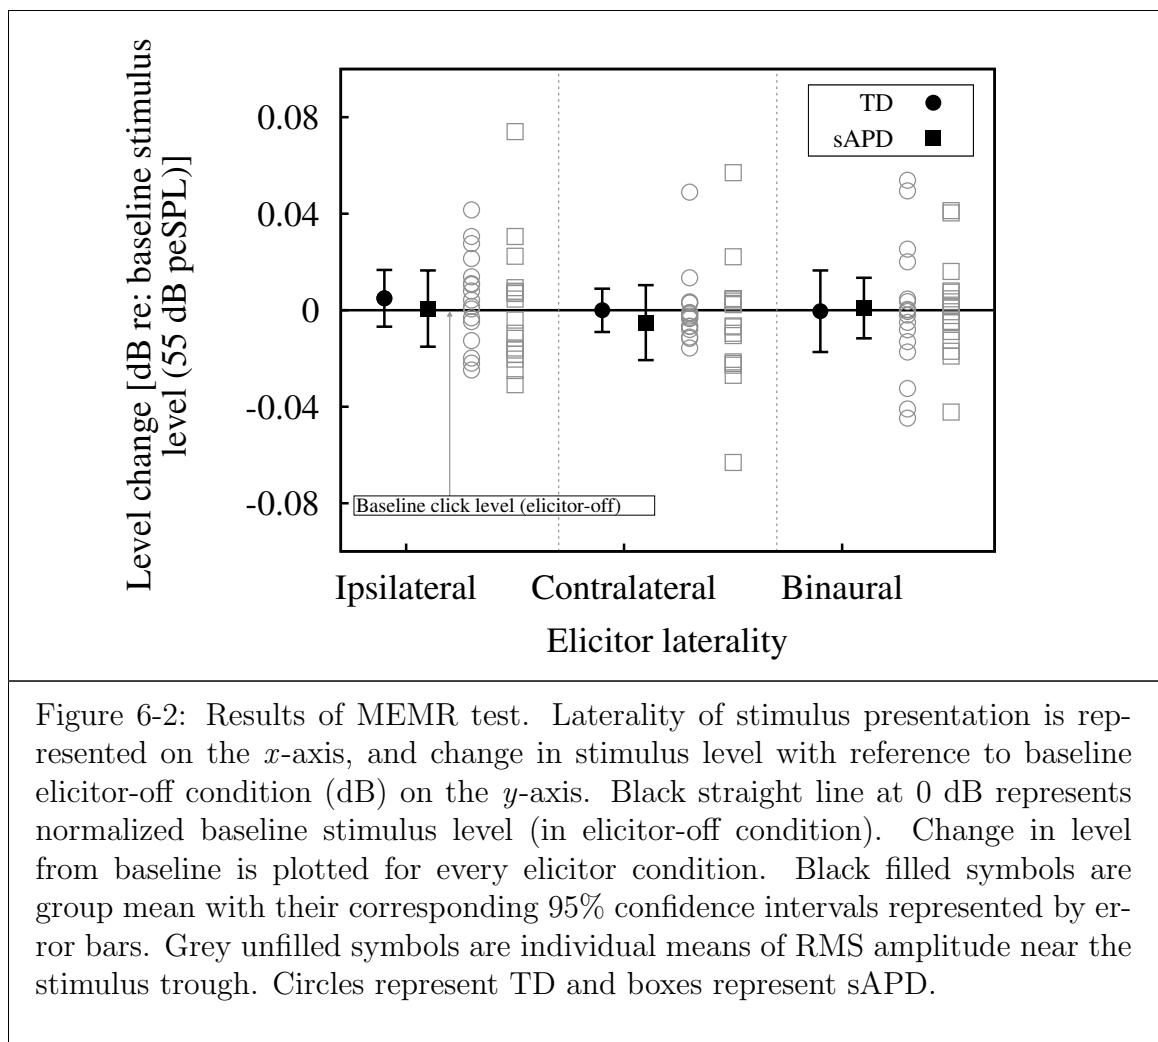 Level change [dB re: baseline stimulus
level (55 dB peSPL)]
0.08
0.04
0
-0.04
-0.08
TD
sAPD
Baseline click level (elicitor-off)
Ipsilateral Contralateral Binaural
Elicitor laterality
Figure 6-2: Results of MEMR test. Laterality of stimulus presentation is rep-
resented on the x-axis, and change in stimulus level with reference to baseline
elicitor-off condition (dB) on the y-axis. Black straight line at 0 dB represents
normalized baseline stimulus level (in elicitor-off condition). Change in level
from baseline is plotted for every elicitor condition. Black filled symbols are
group mean with their corresponding 95% confidence intervals represented by er-
ror bars. Grey unfilled symbols are individual means of RMS amplitude near the
stimulus trough. Circles represent TD and boxes represent sAPD.